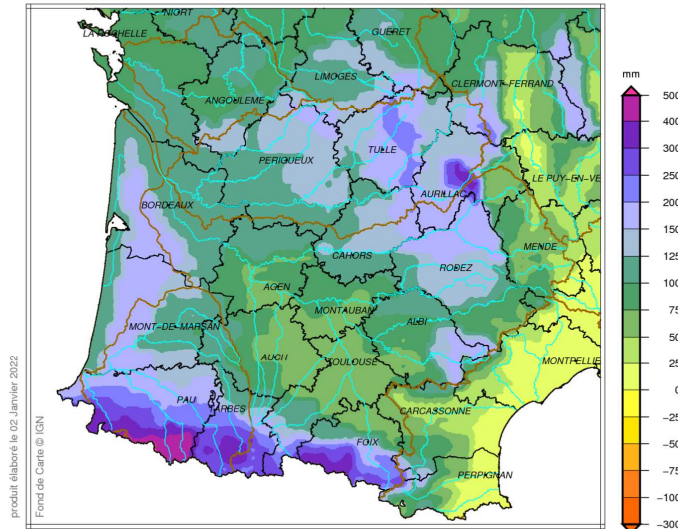 NIORT
LA ROCHELLE
GUERET
LIMOGES
CLERMONT-FERRAND
ANGOULEME
TULLE
PERIGUEUX
LE PUY-EN-VE
AURILLAC
BORDEAUX
MENDE
CAHORS
RODEZ
AGEN
MONTAUBAN
ALBI
MONT-DE-MARSAN
AUCH
TOULOUSE
MONTPELLIE
PAU
TARBES
CARCASSONNE
FOIX
PERPIGNAN
mm
500
400
300
200
150
100
75
50
25
0
-25
-50
-100
-300
produit élaboré le 02 Janvier 2022
Fond de Carte © IGN